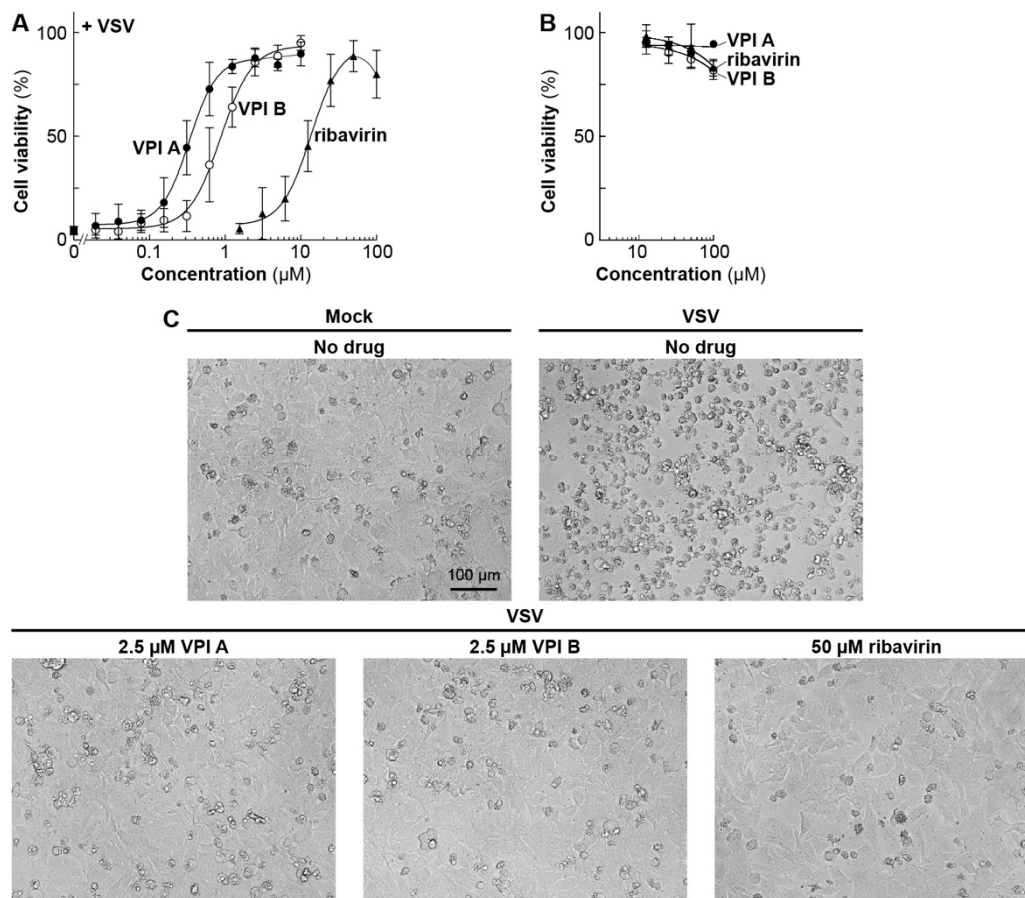 A
+ VSV
Cell viability (%)
100
50
0
VPI A
VPI B
ribavirin
0 0.1 1 10 100
Concentration (µM)
B
Cell viability (%)
100
50
0
VPI A
ribavirin
VPI B
10 100
Concentration (µM)
C
Mock VSV
No drug No drug
100 µm
VSV
2.5 µM VPI A 2.5 µM VPI B 50 µM ribavirin